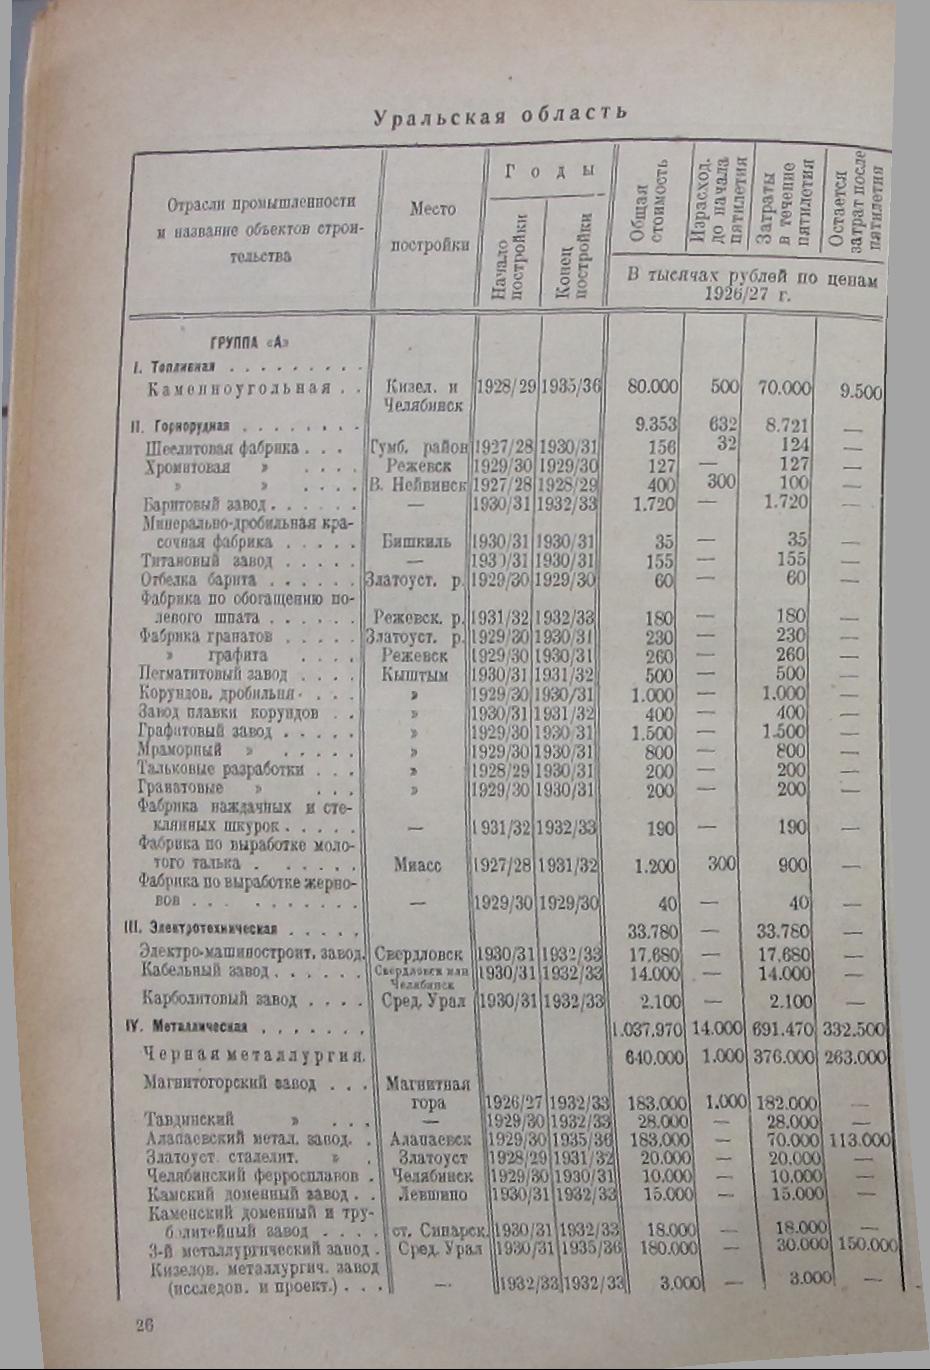 Уральская область
Отрасли промышленности и название объектов строительства | Место постройки | Годы | Общая стоимость | Израсход. до начала пятилетия | Затраты в течение пятилетия | Остается затрат после пятилетия
Начало постройки | Конец постройки | В тысячах рублей по ценам 1926/27 г.
ГРУППА «А»
I. Топливная . . . . . . . . .
Каменноугольная . . | Кизел. и Челябинск | 1928/29 | 1935/36 | 80.000 | 500 | 70.000 | 9.500
II. Горнорудная . . . . . . . . | 9.353 | 632 | 8.721 | —
Шеелитовая фабрика . . . | Гумб. район | 1927/28 | 1930/31 | 156 | 32 | 124 | —
Хромитовая » . . . . | Режевск | 1929/30 | 1929/30 | 127 | — | 127 | —
» » . . . . | В. Нейвинск | 1927/28 | 1928/29 | 400 | 300 | 100 | —
Баритовый завод . . . . . . | — | 1930/31 | 1932/33 | 1.720 | — | 1.720 | —
Минерально-дробильная кра-
сочная фабрика . . . . . | Бишкиль | 1930/31 | 1930/31 | 35 | — | 35 | —
Титановый завод . . . . . | — | 1930/31 | 1930/31 | 155 | — | 155 | —
Отбелка барита . . . . . . | Златоуст. р. | 1929/30 | 1929/30 | 60 | — | 60 | —
Фабрика по обогащению по-
левого шпата . . . . . . | Режевск. р. | 1931/32 | 1932/33 | 180 | — | 180 | —
Фабрика гранатов . . . . . | Златоуст. р. | 1929/30 | 1930/31 | 230 | — | 230 | —
» графита . . . . | Режевск | 1929/30 | 1930/31 | 260 | — | 260 | —
Пегматитовый завод . . . . | Кыштым | 1930/31 | 1931/32 | 500 | — | 500 | —
Корундов. дробильня . . . . | » | 1929/30 | 1930/31 | 1.000 | — | 1.000 | —
Завод плавки корундов . . | » | 1930/31 | 1931/32 | 400 | — | 400 | —
Графитовый завод . . . . . | » | 1929/30 | 1930/31 | 1.500 | — | 1.500 | —
Мраморный » . . . . . | » | 1929/30 | 1930/31 | 800 | — | 800 | —
Тальковые разработки . . . | » | 1928/29 | 1930/31 | 200 | — | 200 | —
Гранатовые » . . . | » | 1929/30 | 1930/31 | 200 | — | 200 | —
Фабрика наждачных и сте-
клянных шкурок . . . . . | — | 1931/32 | 1932/33 | 190 | — | 190 | —
Фабрика по выработке моло-
того талька . . . . . . . | Миасс | 1927/28 | 1931/32 | 1.200 | 300 | 900 | —
Фабрика по выработке жерно-
вов . . . . . . . . . . | — | 1929/30 | 1929/30 | 40 | — | 40 | —
III. Электротехническая . . . . . | 33.780 | — | 33.780 | —
Электро-машиностроит. завод. | Свердловск | 1930/31 | 1932/33 | 17.680 | — | 17.680 | —
Кабельный завод . . . . . . | Свердловск или Челябинск | 1930/31 | 1932/33 | 14.000 | — | 14.000 | —
Карболитовый завод . . . . | Сред. Урал | 1930/31 | 1932/33 | 2.100 | — | 2.100 | —
IV. Металлическая . . . . . . . | 1.037.970 | 14.000 | 691.470 | 332.500
Черная металлургия. | 640.000 | 1.000 | 376.000 | 263.000
Магнитогорский завод . . . | Магнитная гора | 1926/27 | 1932/33 | 183.000 | 1.000 | 182.000 | —
Тавдинский » . . . | — | 1929/30 | 1932/33 | 28.000 | — | 28.000 | —
Алапаевский метал. завод. . | Алапаевск | 1929/30 | 1935/36 | 183.000 | — | 70.000 | 113.000
Златоуст. сталелит. » . | Златоуст | 1928/29 | 1931/32 | 20.000 | — | 20.000 | —
Челябинский ферросплавов . | Челябинск | 1929/30 | 1930/31 | 10.000 | — | 10.000 | —
Камский доменный завод . . | Левшино | 1930/31 | 1932/33 | 15.000 | — | 15.000 | —
Каменский доменный и тру-
болитейный завод . . . . | ст. Синарск. | 1930/31 | 1932/33 | 18.000 | — | 18.000 | —
3-й металлургический завод . | Сред. Урал | 1930/31 | 1935/36 | 180.000 | — | 30.000 | 150.000
Кизелов. металлургич. завод
(исследов. и проект.) . . . | — | 1932/33 | 1932/33 | 3.000 | — | 3.000 | —
26